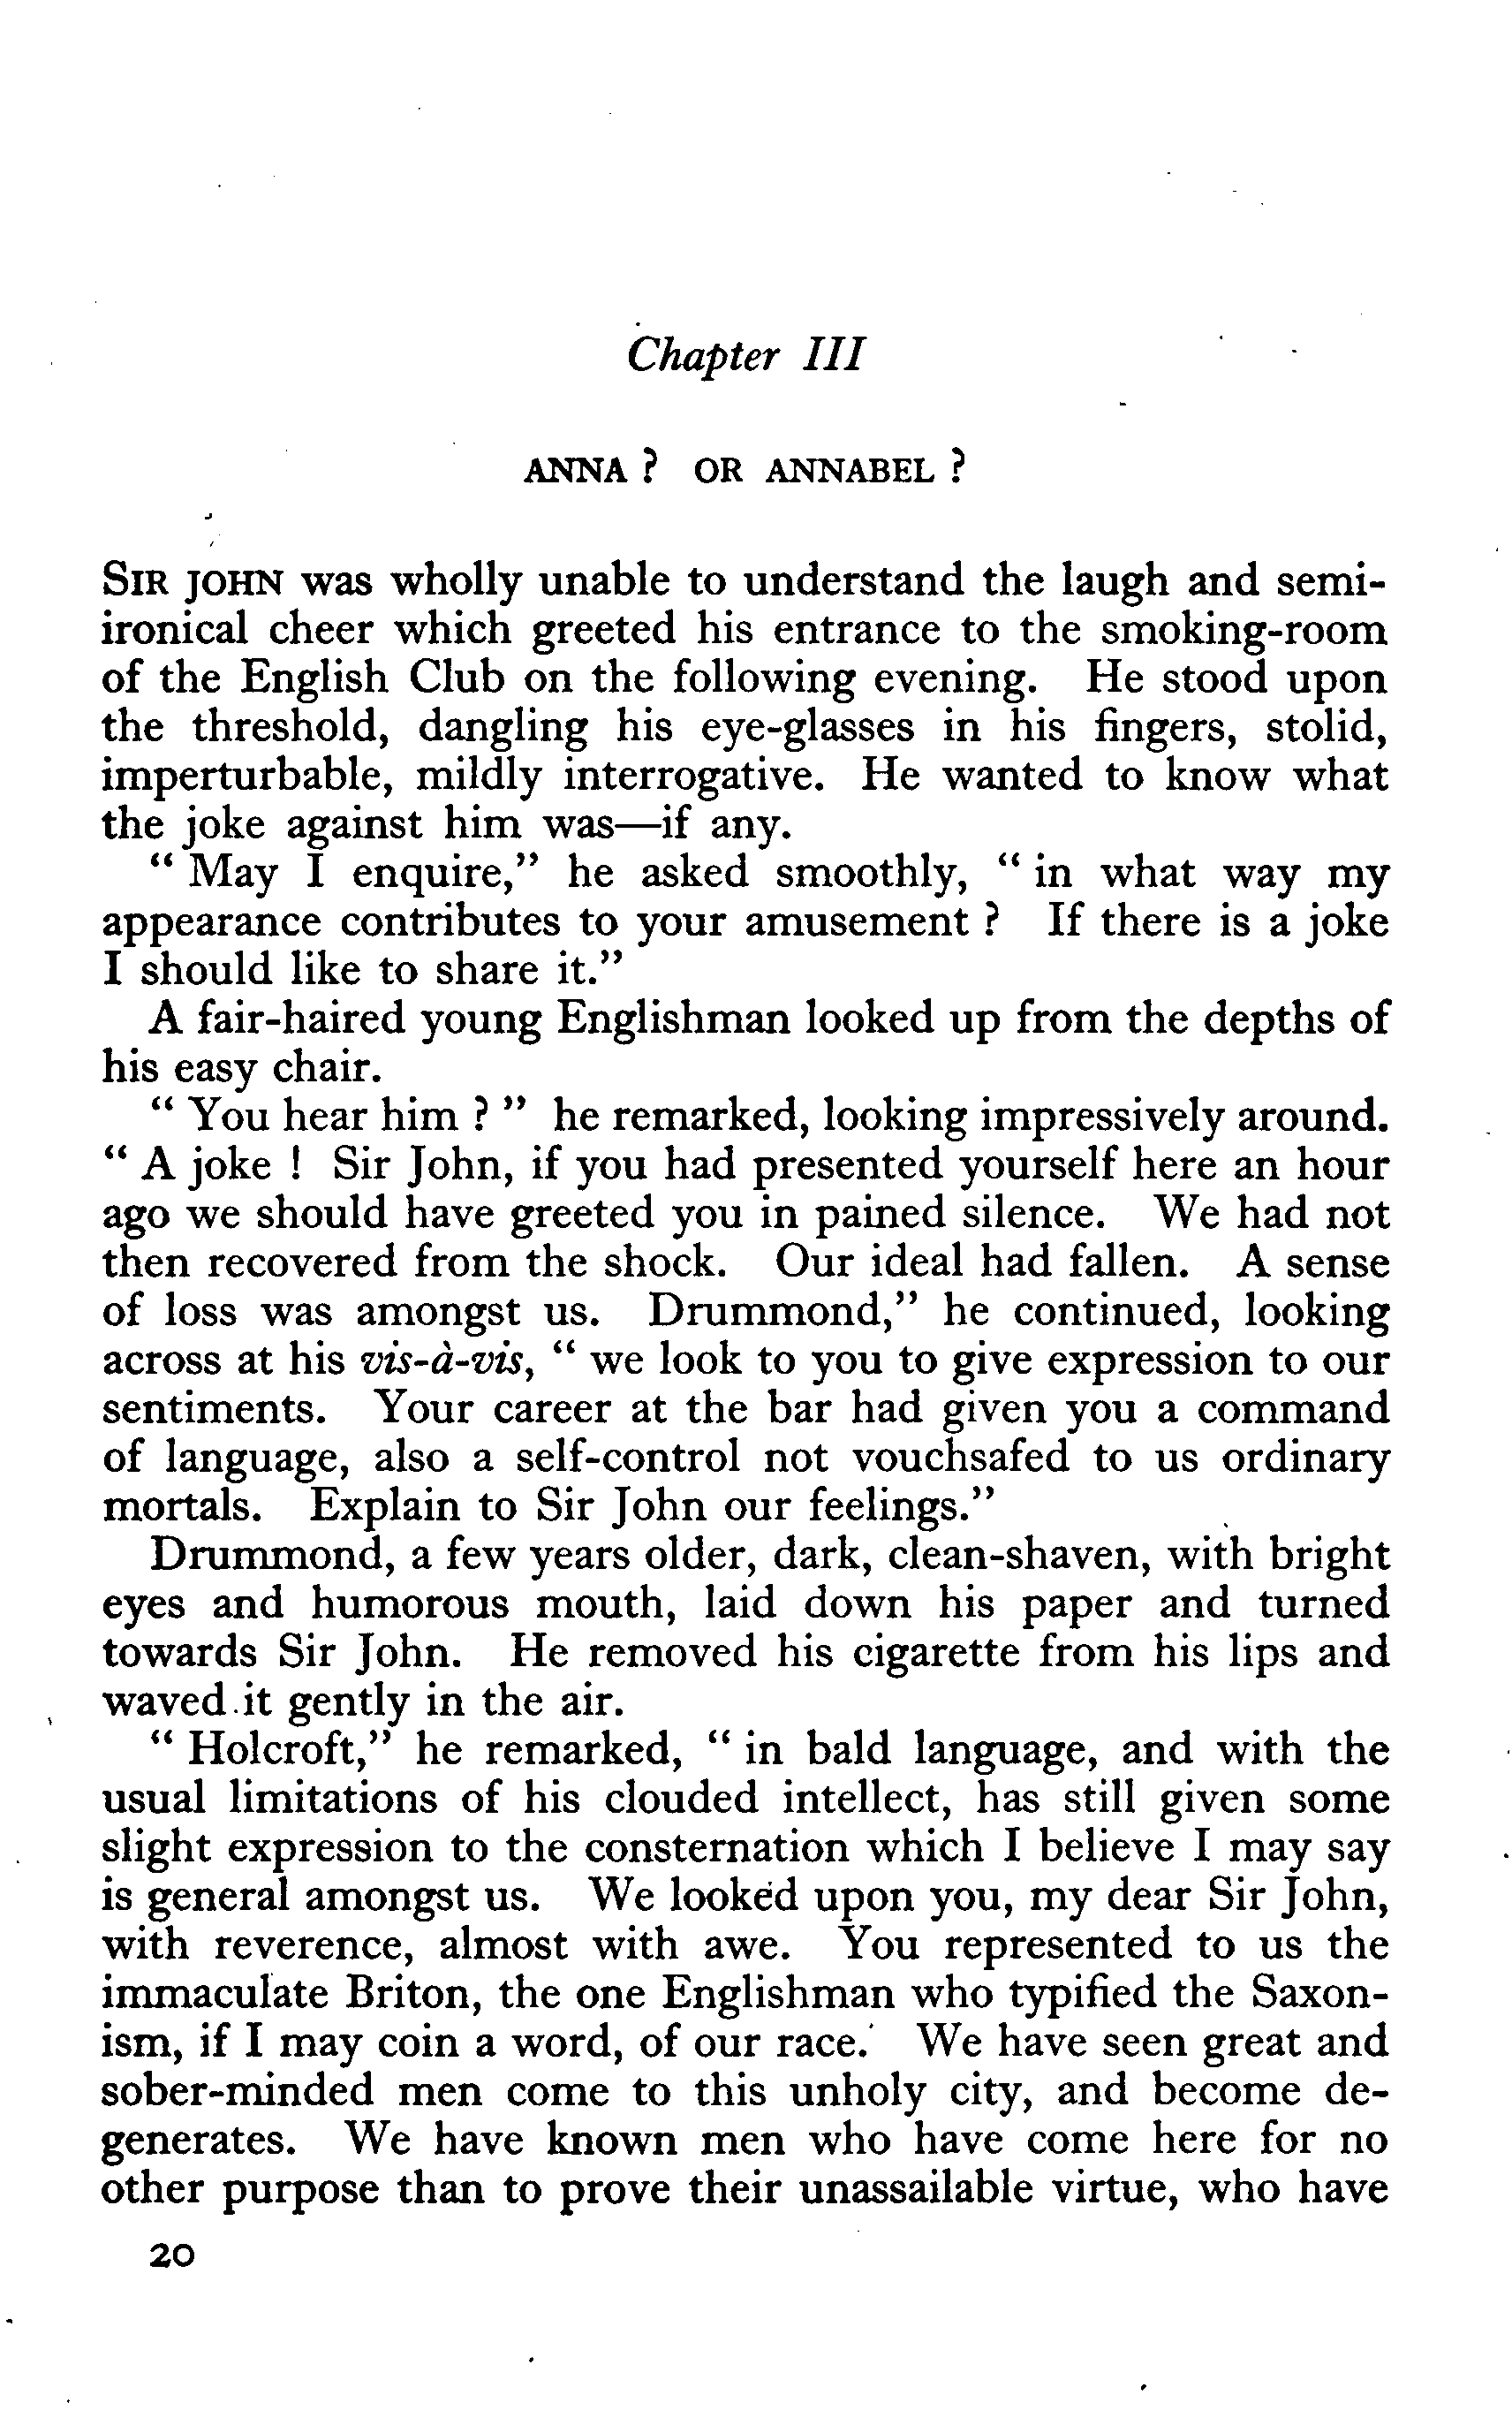 Chapter III
ANNA ? OR ANNABEL ?
SIR JOHN was wholly unable to understand the laugh and semi-
ironical cheer which greeted his entrance to the smoking-room
of the English Club on the following evening. He stood upon
the threshold, dangling his eye-glasses in his fingers, stolid,
imperturbable, mildly interrogative. He wanted to know what
the joke against him was—if any.
" May I enquire," he asked smoothly, " in what way my
appearance contributes to your amusement ? If there is a joke
I should like to share it."
A fair-haired young Englishman looked up from the depths of
his easy chair.
" You hear him ? " he remarked, looking impressively around.
" A joke ! Sir John, if you had presented yourself here an hour
ago we should have greeted you in pained silence. We had not
then recovered from the shock. Our ideal had fallen. A sense
of loss was amongst us. Drummond," he continued, looking
across at his vis-à-vis, " we look to you to give expression to our
sentiments. Your career at the bar had given you a command
of language, also a self-control not vouchsafed to us ordinary
mortals. Explain to Sir John our feelings."
Drummond, a few years older, dark, clean-shaven, with bright
eyes and humorous mouth, laid down his paper and turned
towards Sir John. He removed his cigarette from his lips and
waved it gently in the air.
" Holcroft," he remarked, " in bald language, and with the
usual limitations of his clouded intellect, has still given some
slight expression to the consternation which I believe I may say
is general amongst us. We looked upon you, my dear Sir John,
with reverence, almost with awe. You represented to us the
immaculate Briton, the one Englishman who typified the Saxon-
ism, if I may coin a word, of our race. We have seen great and
sober-minded men come to this unholy city, and become de-
generates. We have known men who have come here for no
other purpose than to prove their unassailable virtue, who have
20